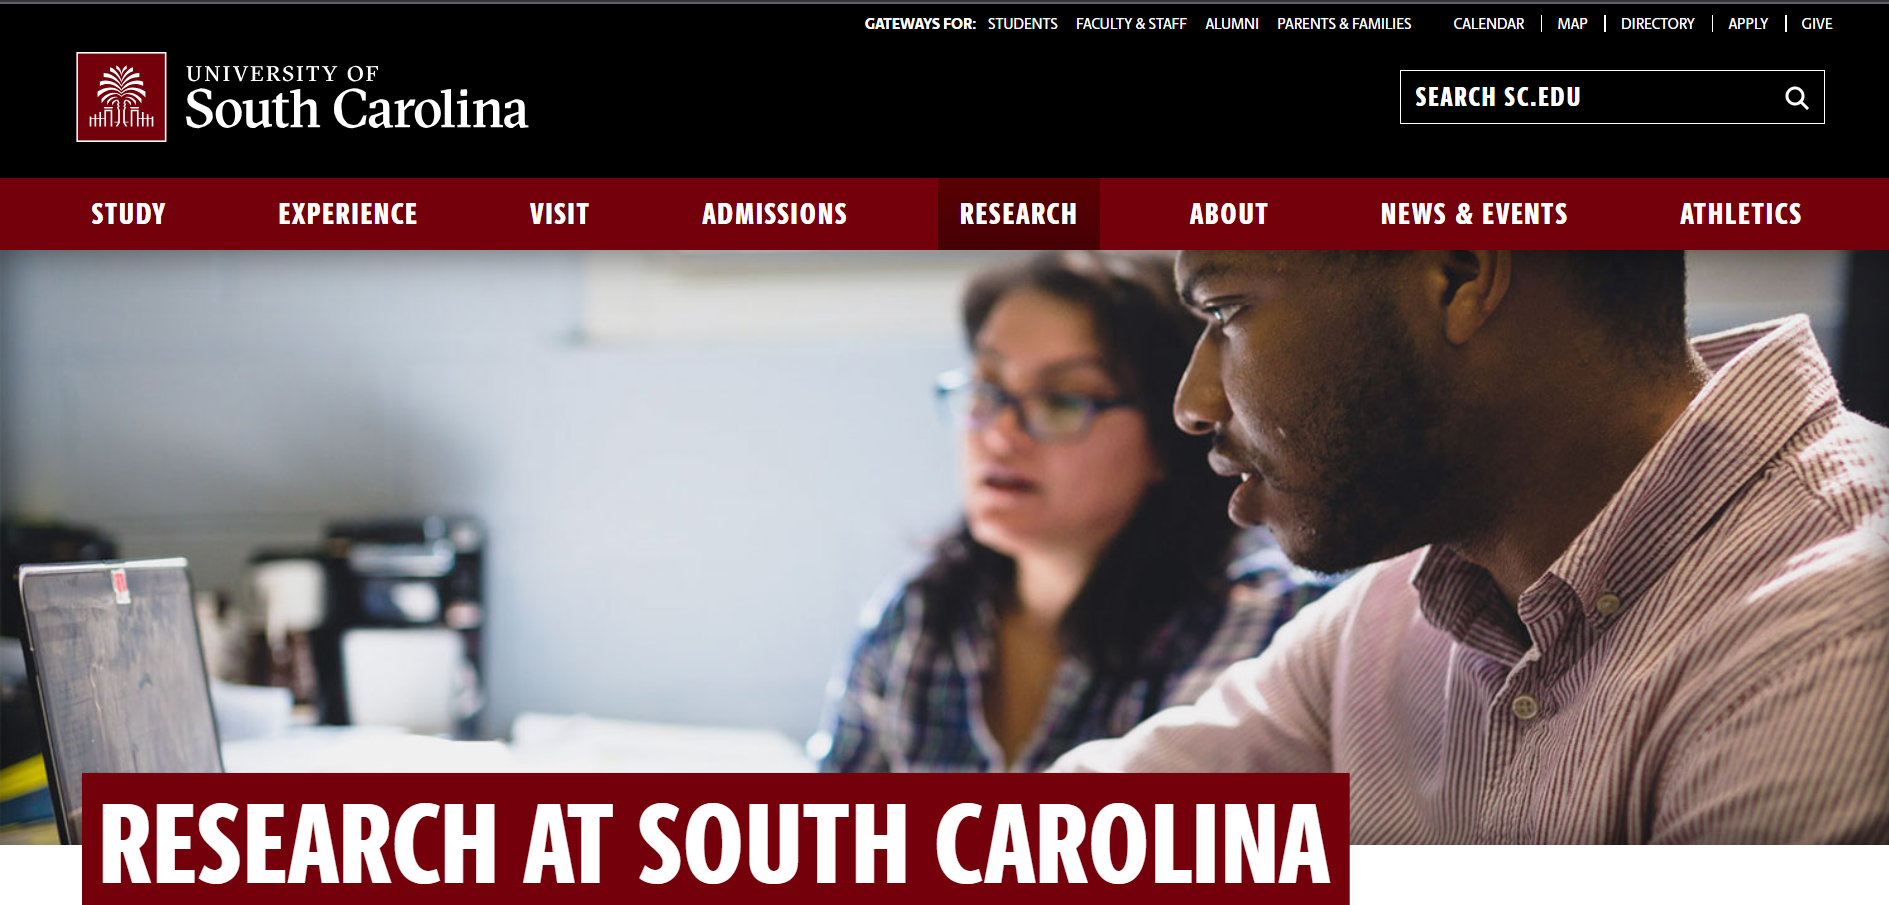 GATEWAYS FOR: STUDENTS FACULTY & STAFF ALUMNI PARENTS & FAMILIES CALENDAR MAP DIRECTORY APPLY GIVE
UNIVERSITY OF
South Carolina
SEARCH SC.EDU
STUDY EXPERIENCE VISIT ADMISSIONS RESEARCH ABOUT NEWS & EVENTS ATHLETICS
RESEARCH AT SOUTH CAROLINA